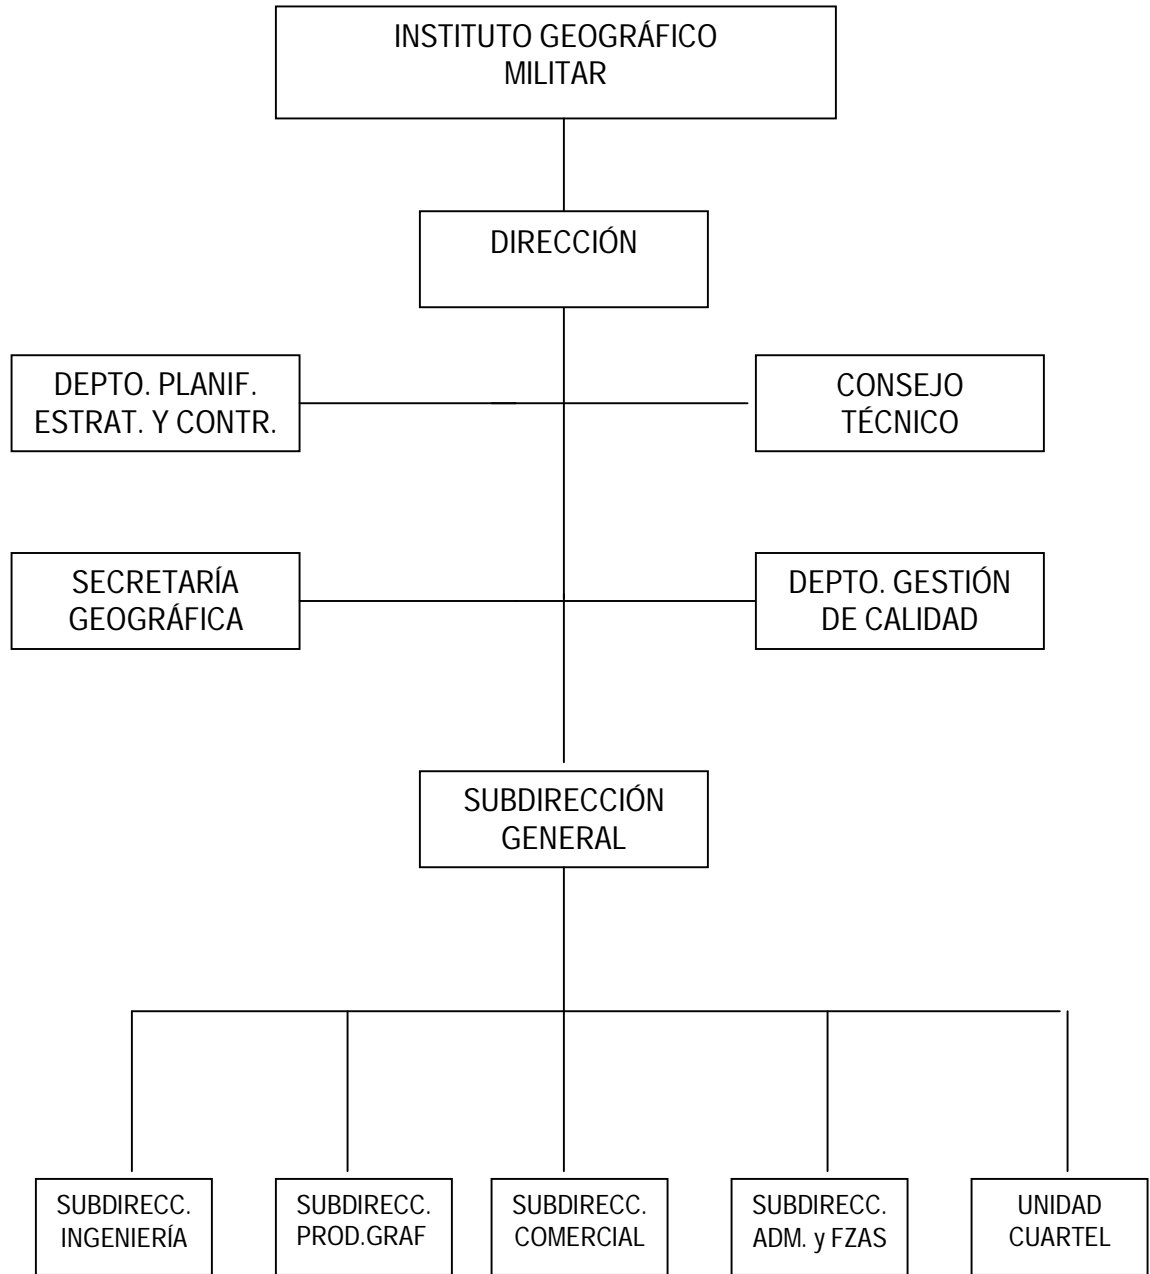 INSTITUTO GEOGRÁFICO
MILITAR
DIRECCIÓN
DEPTO. PLANIF.
ESTRAT. Y CONTR.
CONSEJO
TÉCNICO
SECRETARÍA
GEOGRÁFICA
DEPTO. GESTIÓN
DE CALIDAD
SUBDIRECCIÓN
GENERAL
SUBDIRECC.
INGENIERÍA
SUBDIRECC.
PROD.GRAF
SUBDIRECC.
COMERCIAL
SUBDIRECC.
ADM. y FZAS
UNIDAD
CUARTEL